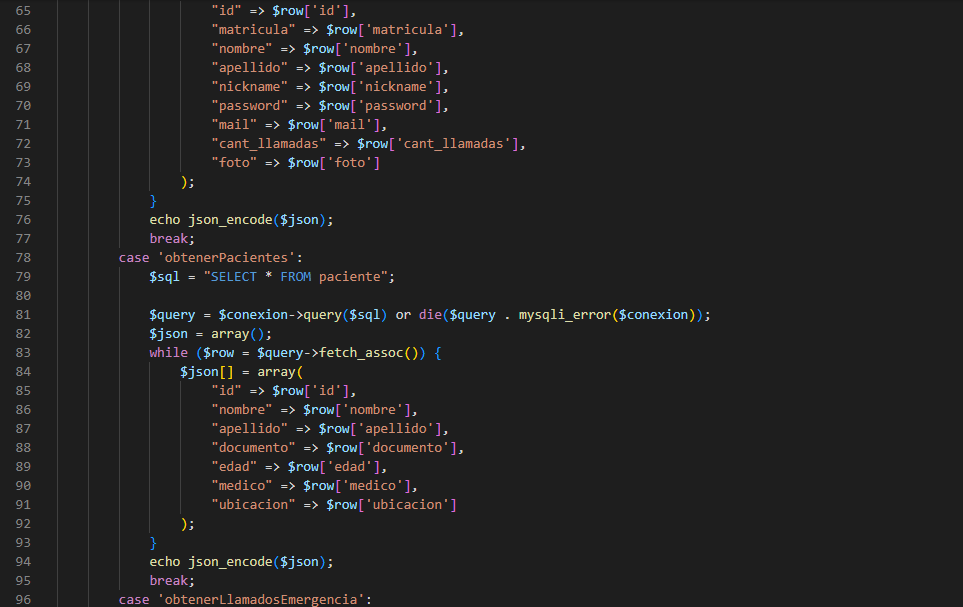 65 "id" => $row['id'],
66 "matricula" => $row['matricula'],
67 "nombre" => $row['nombre'],
68 "apellido" => $row['apellido'],
69 "nickname" => $row['nickname'],
70 "password" => $row['password'],
71 "mail" => $row['mail'],
72 "cant_llamadas" => $row['cant_llamadas'],
73 "foto" => $row['foto']
74 );
75 }
76 echo json_encode($json);
77 break;
78 case 'obtenerPacientes':
79 $sql = "SELECT * FROM paciente";
80
81 $query = $conexion->query($sql) or die($query . mysqli_error($conexion));
82 $json = array();
83 while ($row = $query->fetch_assoc()) {
84 $json[] = array(
85 "id" => $row['id'],
86 "nombre" => $row['nombre'],
87 "apellido" => $row['apellido'],
88 "documento" => $row['documento'],
89 "edad" => $row['edad'],
90 "medico" => $row['medico'],
91 "ubicacion" => $row['ubicacion']
92 );
93 }
94 echo json_encode($json);
95 break;
96 case 'obtenerLlamadosEmergencia':